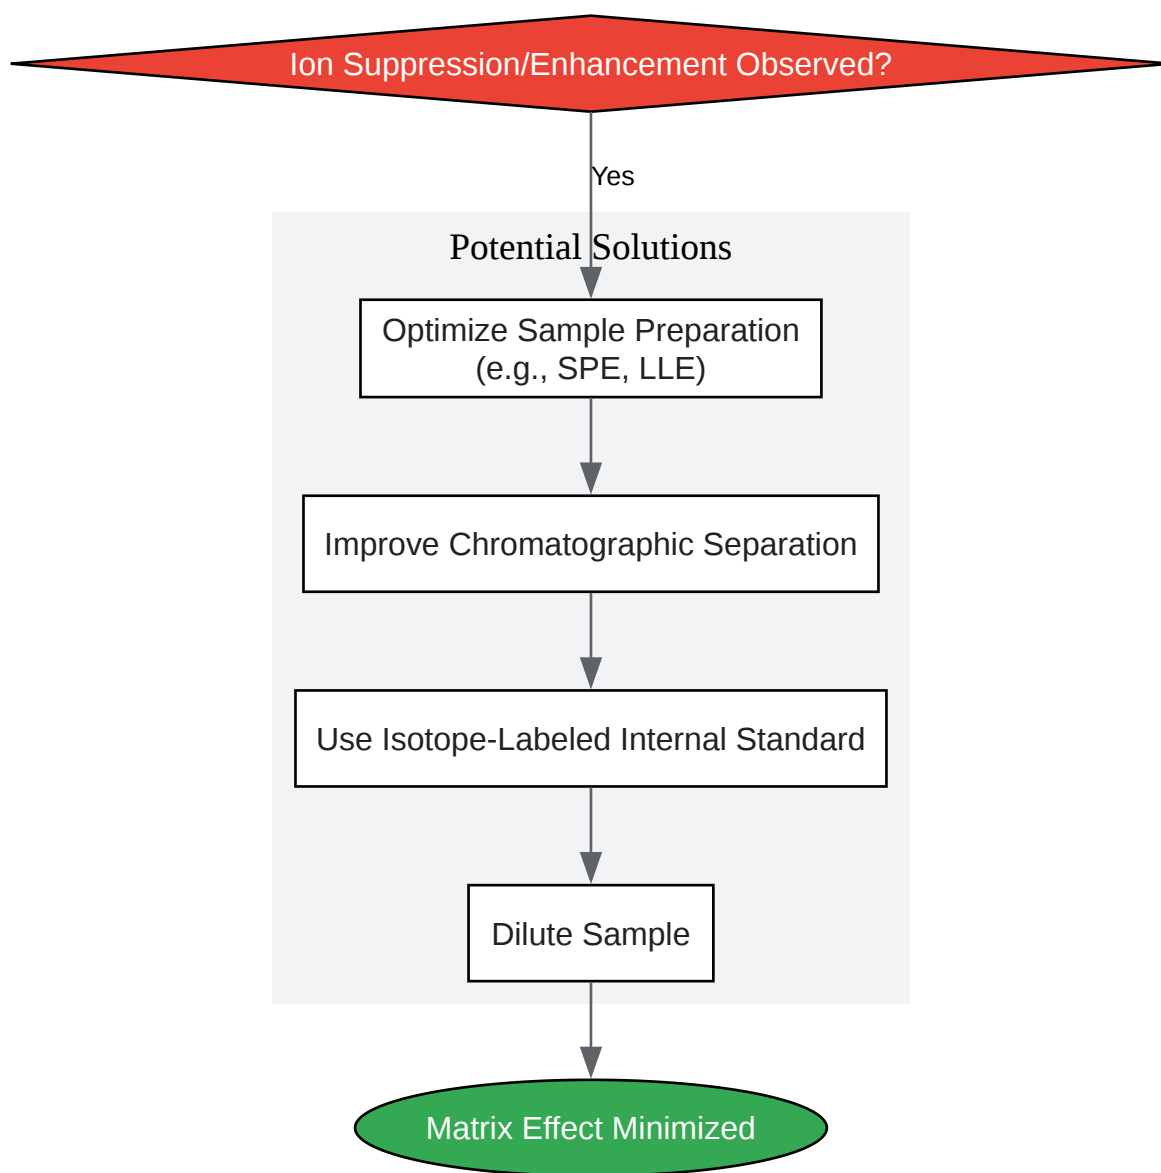 Ion Suppression/Enhancement Observed?
Yes
Potential Solutions
Optimize Sample Preparation
(e.g., SPE, LLE)
Improve Chromatographic Separation
Use Isotope-Labeled Internal Standard
Dilute Sample
Matrix Effect Minimized